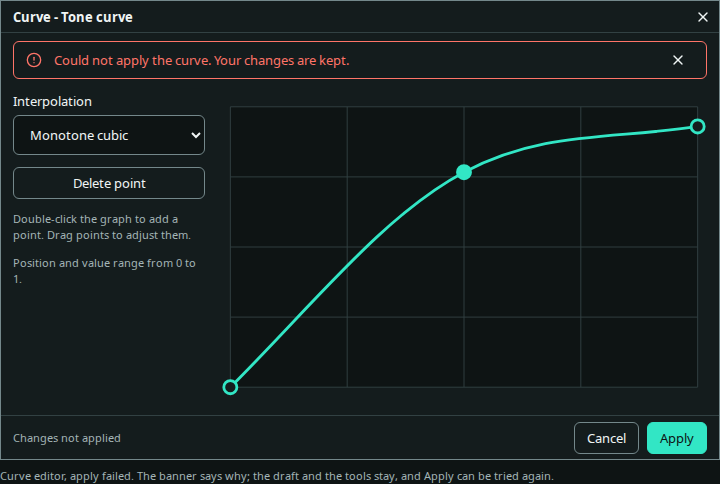 Curve - Tone curve
Could not apply the curve. Your changes are kept.
Interpolation
Monotone cubic
Delete point
Double-click the graph to add a
point. Drag points to adjust them.
Position and value range from 0 to
1.
Changes not applied
Cancel
Apply
Curve editor, apply failed. The banner says why; the draft and the tools stay, and Apply can be tried again.